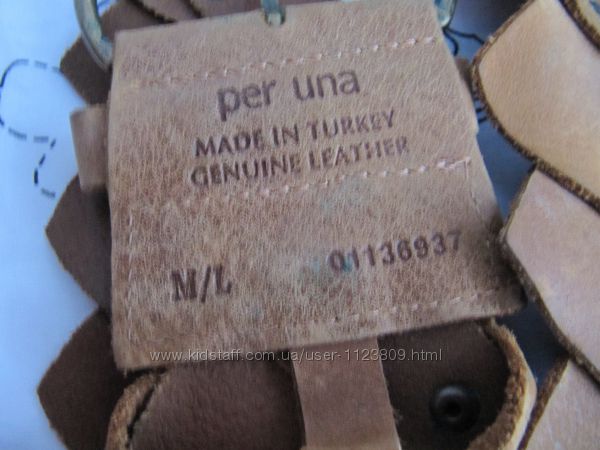 per una
MADE IN TURKEY
GENUINE LEATHER
M/L 01136937
www.kidstaff.com.ua/user-1123809.html